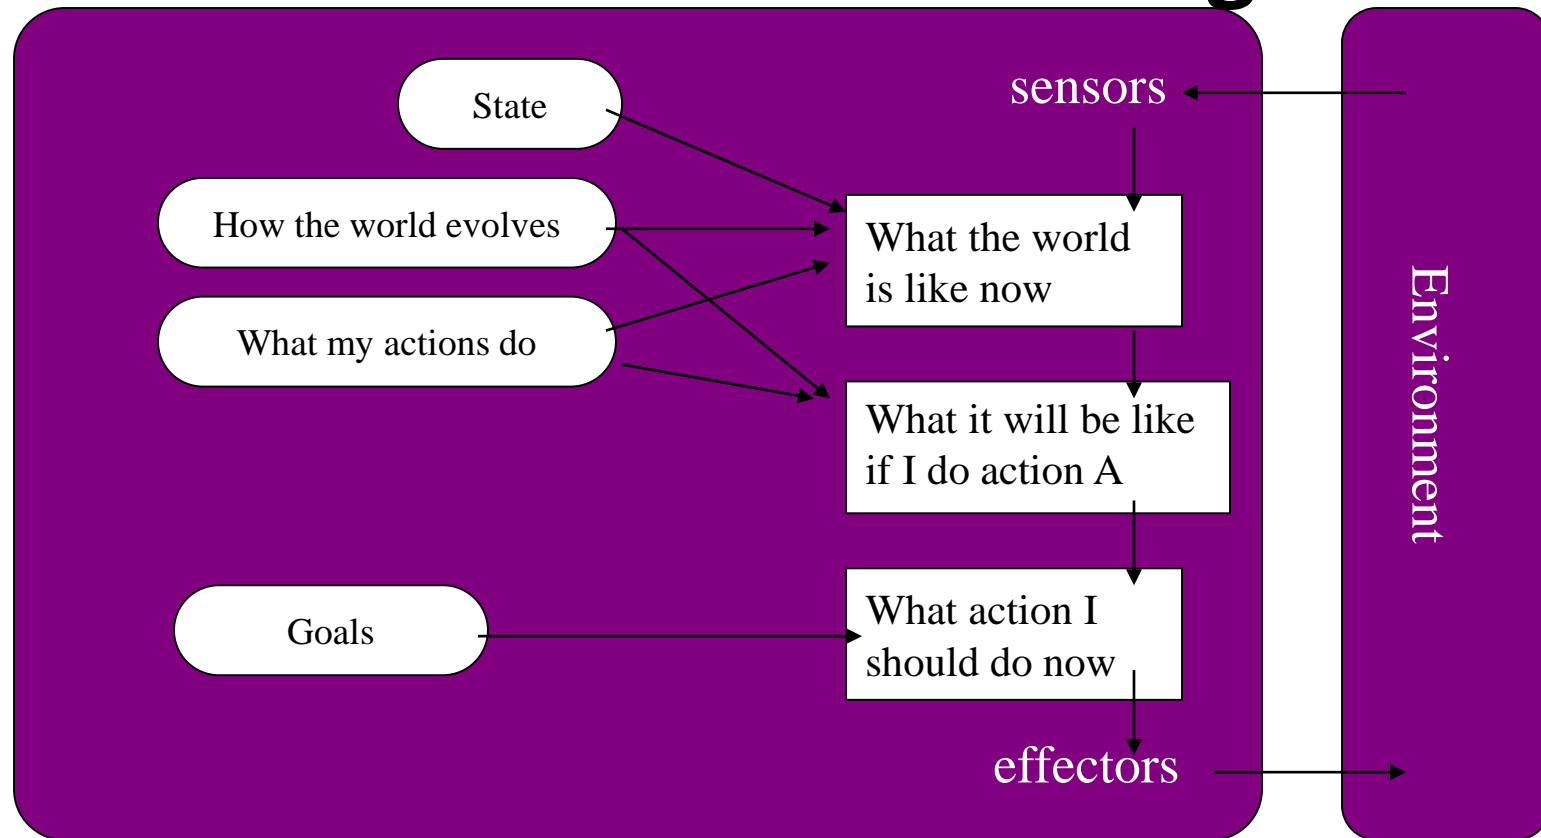 sensors
State
How the world evolves
What the world
is like now
What my actions do
What it will be like
if I do action A
Goals
What action I
should do now
effectors
Environment